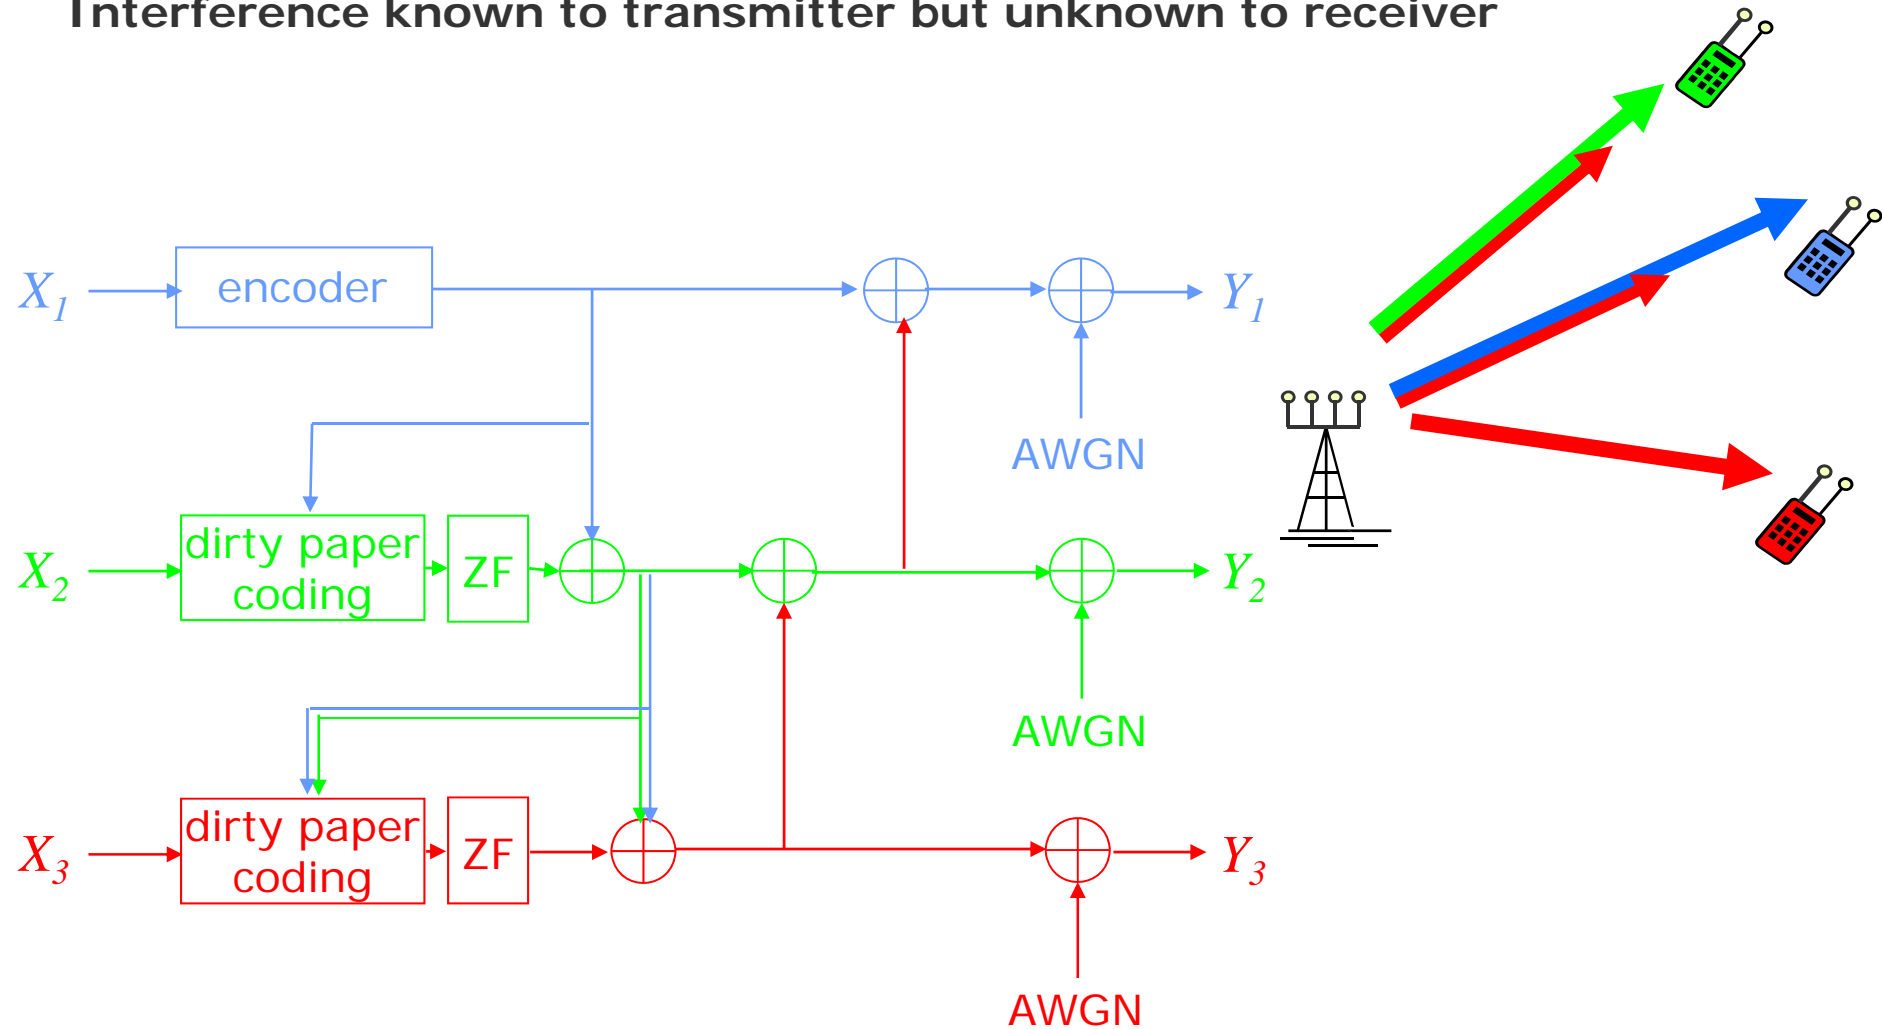 Interference known to transmitter but unknown to receiver
X1
encoder
Y1
AWGN
X2
dirty paper
coding
ZF
Y2
AWGN
X3
dirty paper
coding
ZF
Y3
AWGN